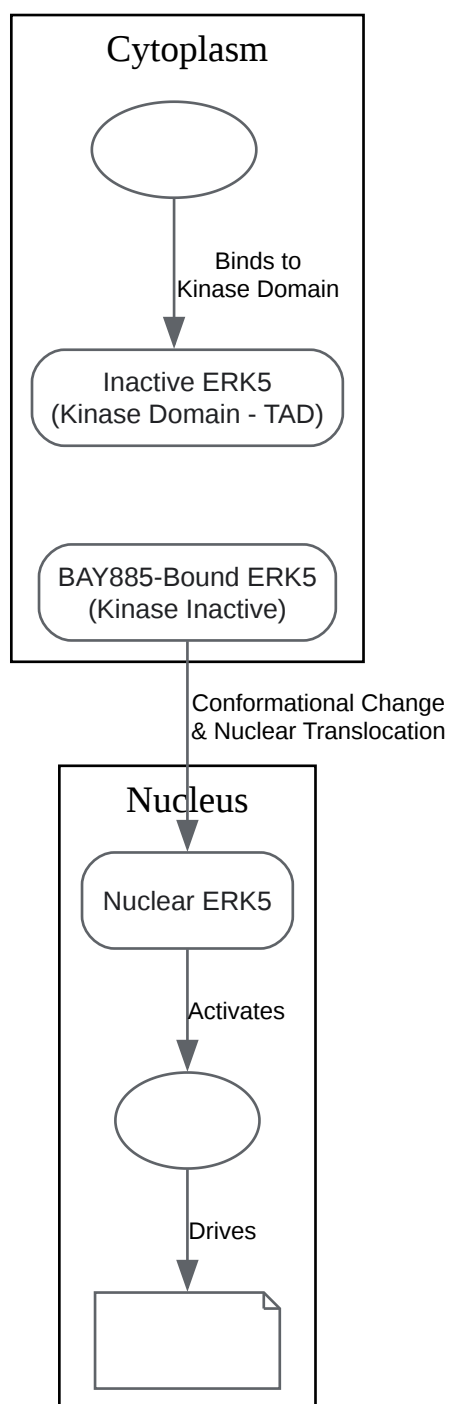 Cytoplasm
Binds to
Kinase Domain
Inactive ERK5
(Kinase Domain - TAD)
BAY885-Bound ERK5
(Kinase Inactive)
Conformational Change
& Nuclear Translocation
Nucleus
Nuclear ERK5
Activates
Drives